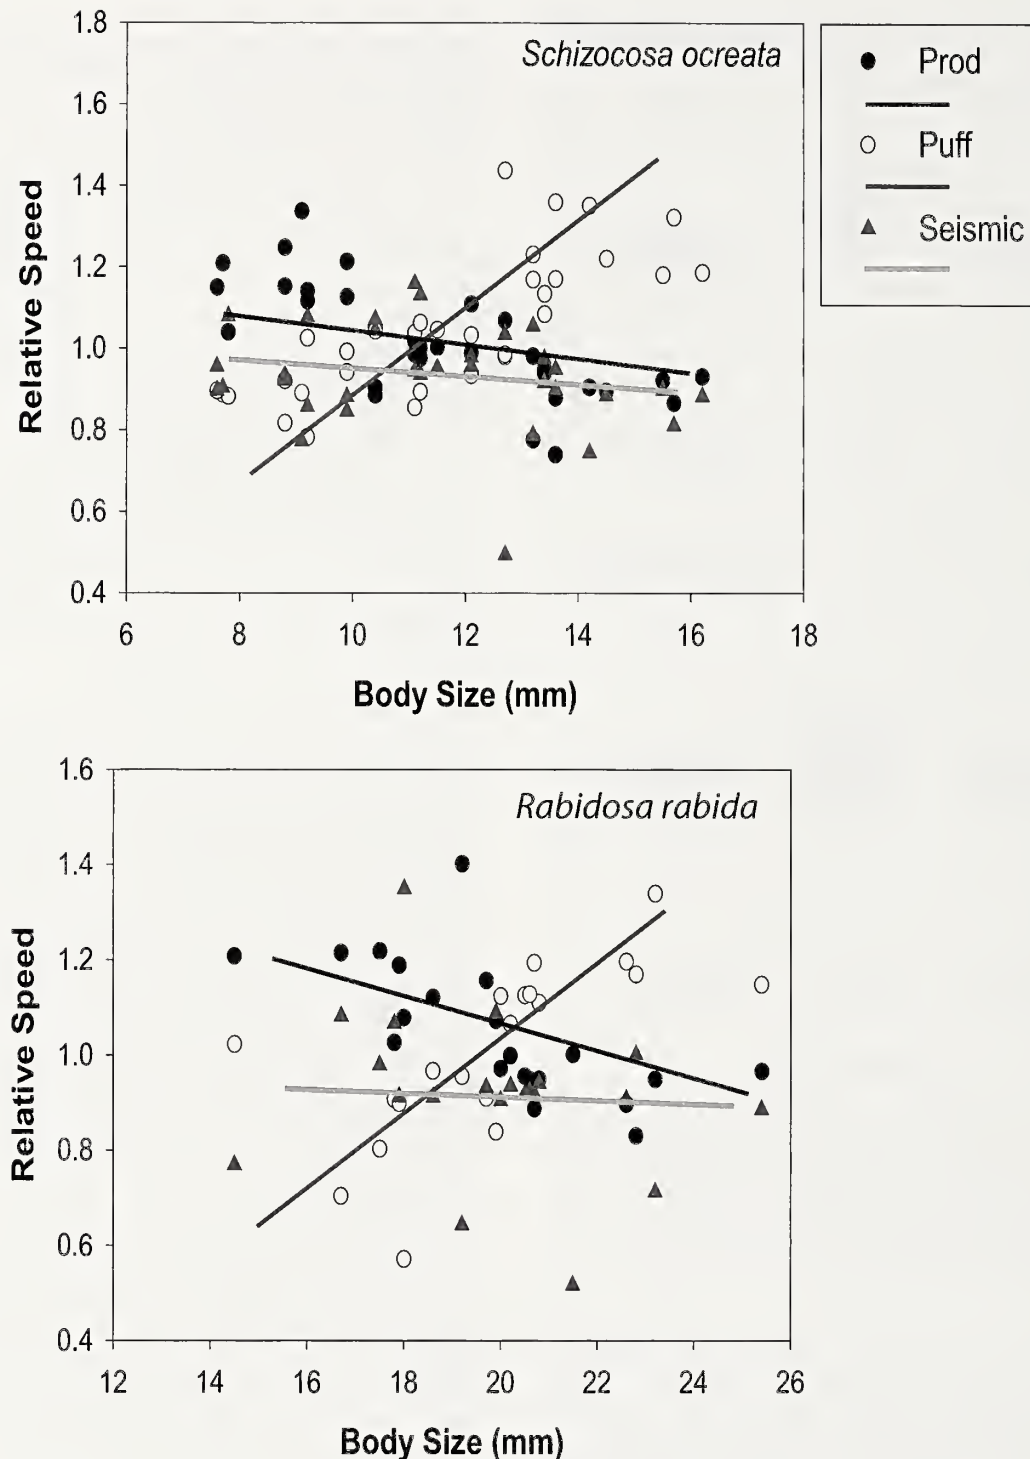 1.8
1.6
1.4
1.2
1.0
0.8
0.6
0.4
Relative Speed
Schizocosa ocreata
6 8 10 12 14 16 18
Body Size (mm)
Prod
Puff
Seismic
1.6
1.4
1.2
1.0
0.8
0.6
0.4
Relative Speed
Rabidosa rabida
12 14 16 18 20 22 24 26
Body Size (mm)